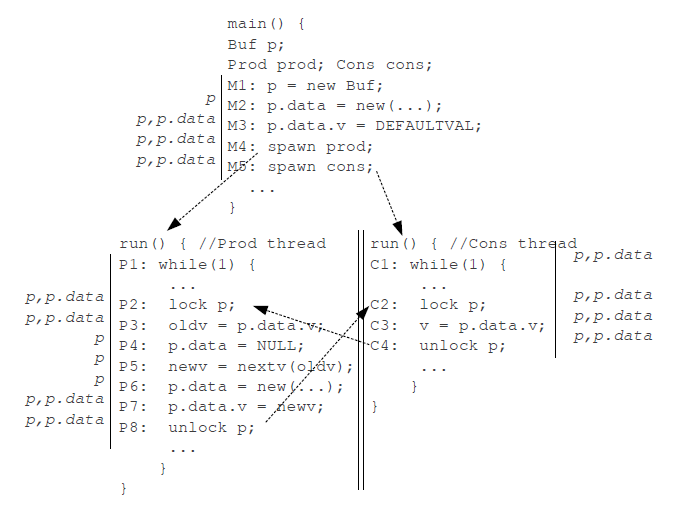 main() {
Buf p;
Prod prod; Cons cons;
M1: p = new Buf;
p
M2: p.data = new(...);
p,p.data
M3: p.data.v = DEFAULTVAL;
p,p.data
M4: spawn prod;
p,p.data
M5: spawn cons;
...
}
run() { //Prod thread
P1: while(1) {
...
p,p.data
P2: lock p;
p,p.data
P3: oldv = p.data.v;
p
P4: p.data = NULL;
p
P5: newv = nextv(oldv);
p
P6: p.data = new(...);
p,p.data
P7: p.data.v = newv;
p,p.data
P8: unlock p;
...
}
}
run() { //Cons thread
p,p.data
C1: while(1) {
...
p,p.data
C2: lock p;
p,p.data
C3: v = p.data.v;
p,p.data
C4: unlock p;
...
}
}